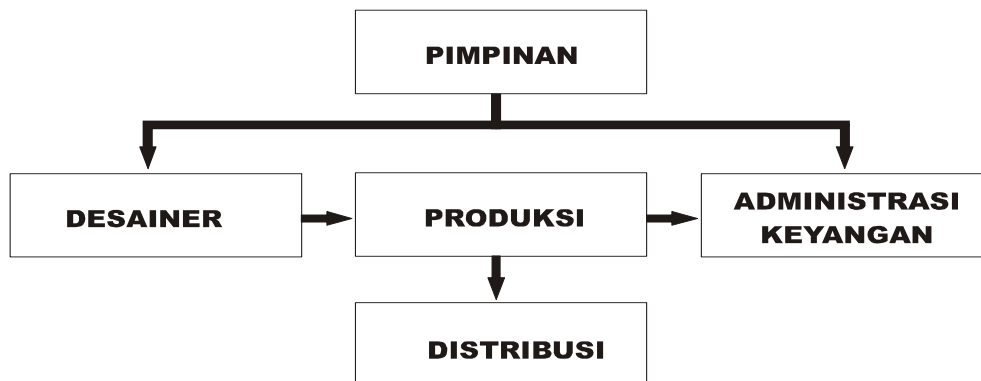 PIMPINAN
DESAINER
PRODUKSI
ADMINISTRASI
KEYANGAN
DISTRIBUSI